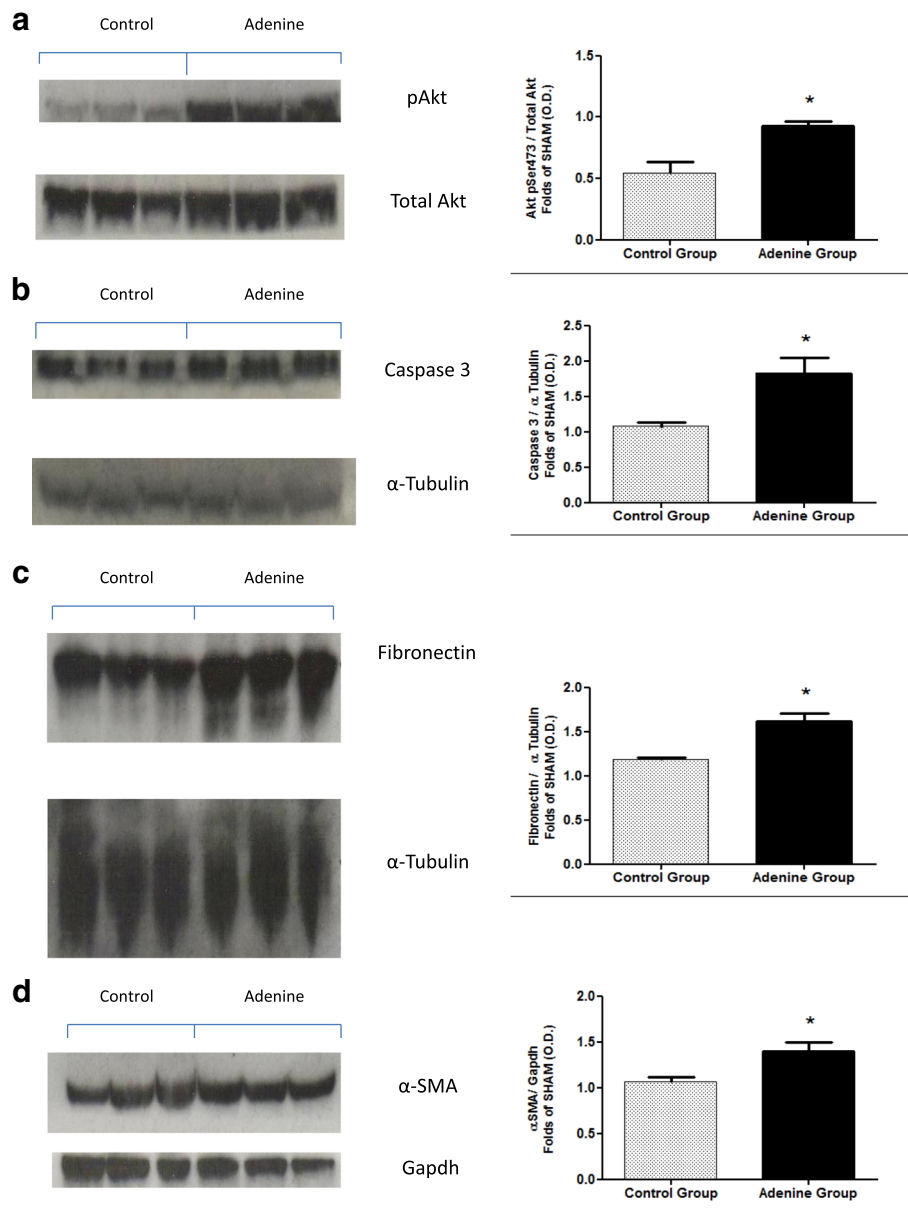 a
Control Adenine
pAkt
Total Akt
Akt pSer473 / Total Akt
Folds of SHAM (O.D.)
1.5
1.0
0.5
0.0
*
Control Group Adenine Group
b
Control Adenine
Caspase 3
α-Tubulin
Caspase 3 / α Tubulin
Folds of SHAM (O.D.)
2.5
2.0
1.5
1.0
0.5
0.0
*
Control Group Adenine Group
c
Control Adenine
Fibronectin
α-Tubulin
Fibronectin / α Tubulin
Folds of SHAM (O.D.)
2.0
1.5
1.0
0.5
0.0
*
Control Group Adenine Group
d
Control Adenine
α-SMA
Gapdh
αSMA/ Gapdh
Folds of SHAM (O.D.)
2.0
1.5
1.0
0.5
0.0
*
Control Group Adenine Group